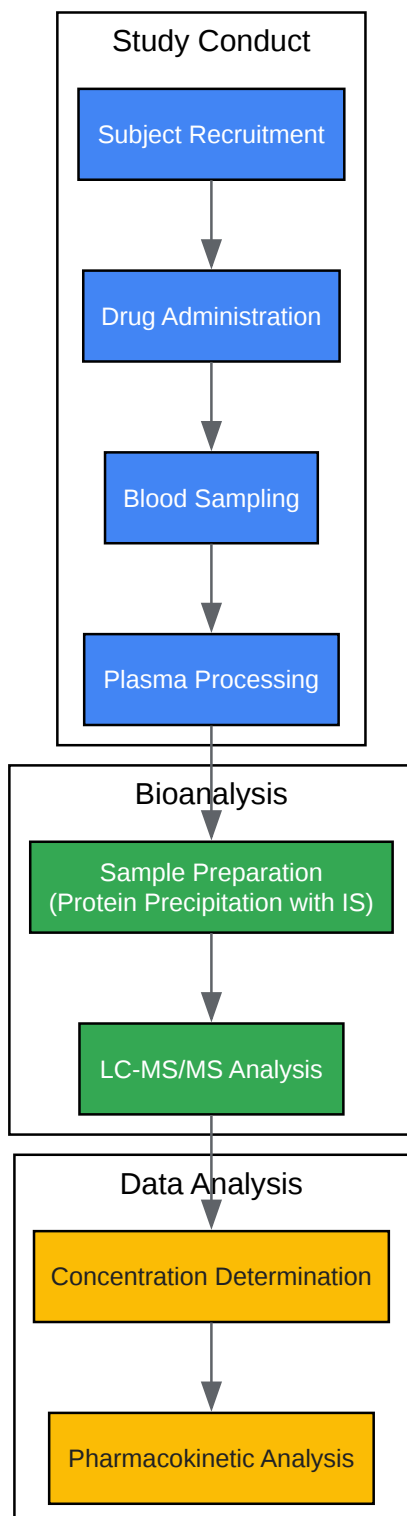 Study Conduct
Subject Recruitment
Drug Administration
Blood Sampling
Plasma Processing
Bioanalysis
Sample Preparation
(Protein Precipitation with IS)
LC-MS/MS Analysis
Data Analysis
Concentration Determination
Pharmacokinetic Analysis